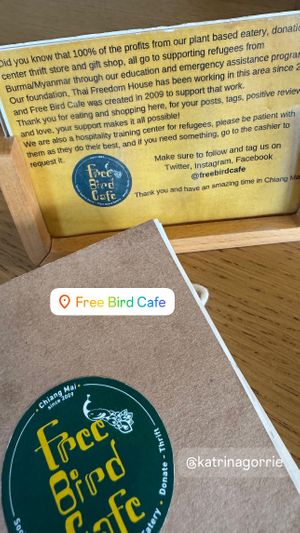 Did you know that 100% of the profits from our plant based eatery, donation
center thrift store and gift shop, all go to supporting refugees from
Burma/Myanmar through our education and emergency assistance program
Our foundation, Thai Freedom House has been working in this area since 2
and Free Bird Cafe was created in 2009 to support that work.
Thank you for eating and shopping here, for your posts, tags, positive review
and love, your support makes it all possible!
We are also a hospitality training center for refugees, please be patient with
them as they do their best, and if you need something, go to the cashier to
request it.
Make sure to follow and tag us on
Twitter, Instagram, Facebook
@freebirdcafe
Thank you and have an amazing time in Chiang Mai
Free
Bird
Cafe
Free Bird Cafe
· Chiang Mai ·
since 2009
Free
Bird
Cafe
Eatery · Donate · Thrift
@katrinagorrie